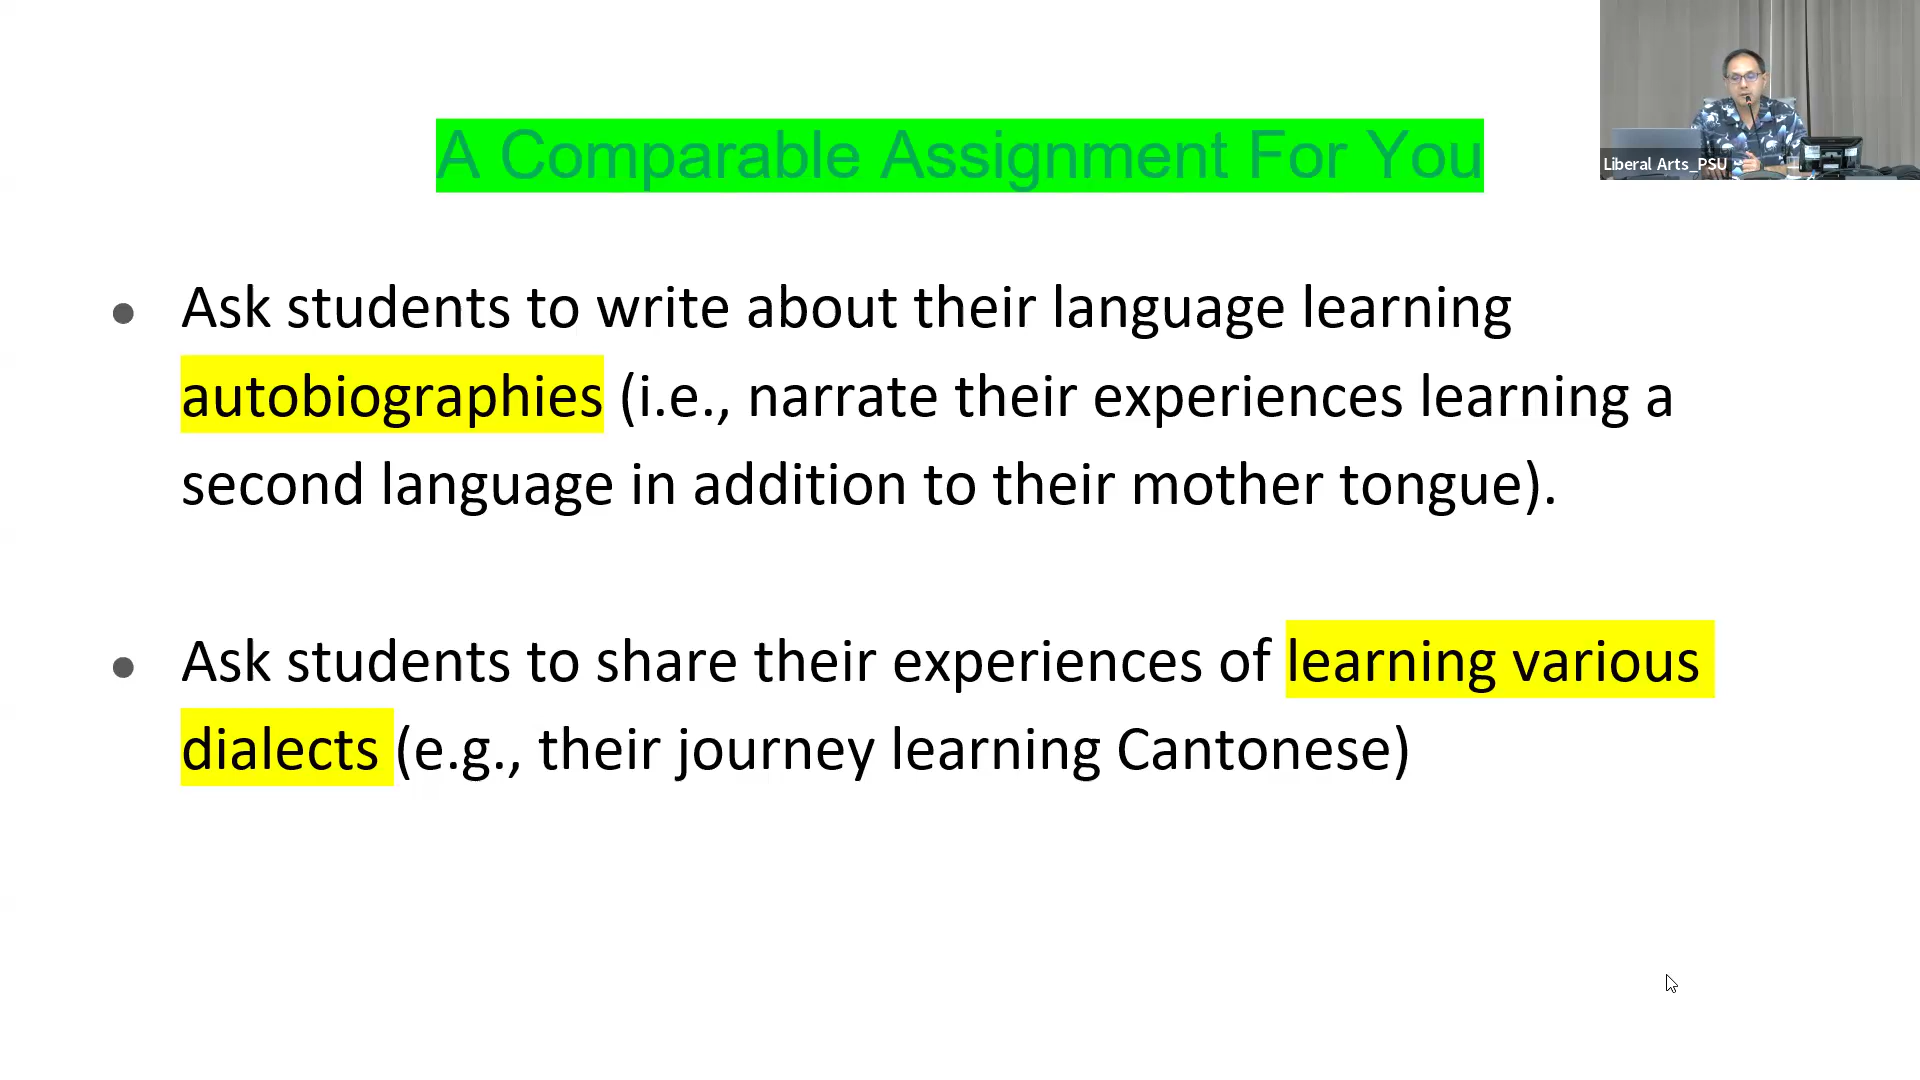 A Comparable Assignment For You
Liberal Arts_PSU
• Ask students to write about their language learning
autobiographies (i.e., narrate their experiences learning a
second language in addition to their mother tongue).
• Ask students to share their experiences of learning various
dialects (e.g., their journey learning Cantonese)